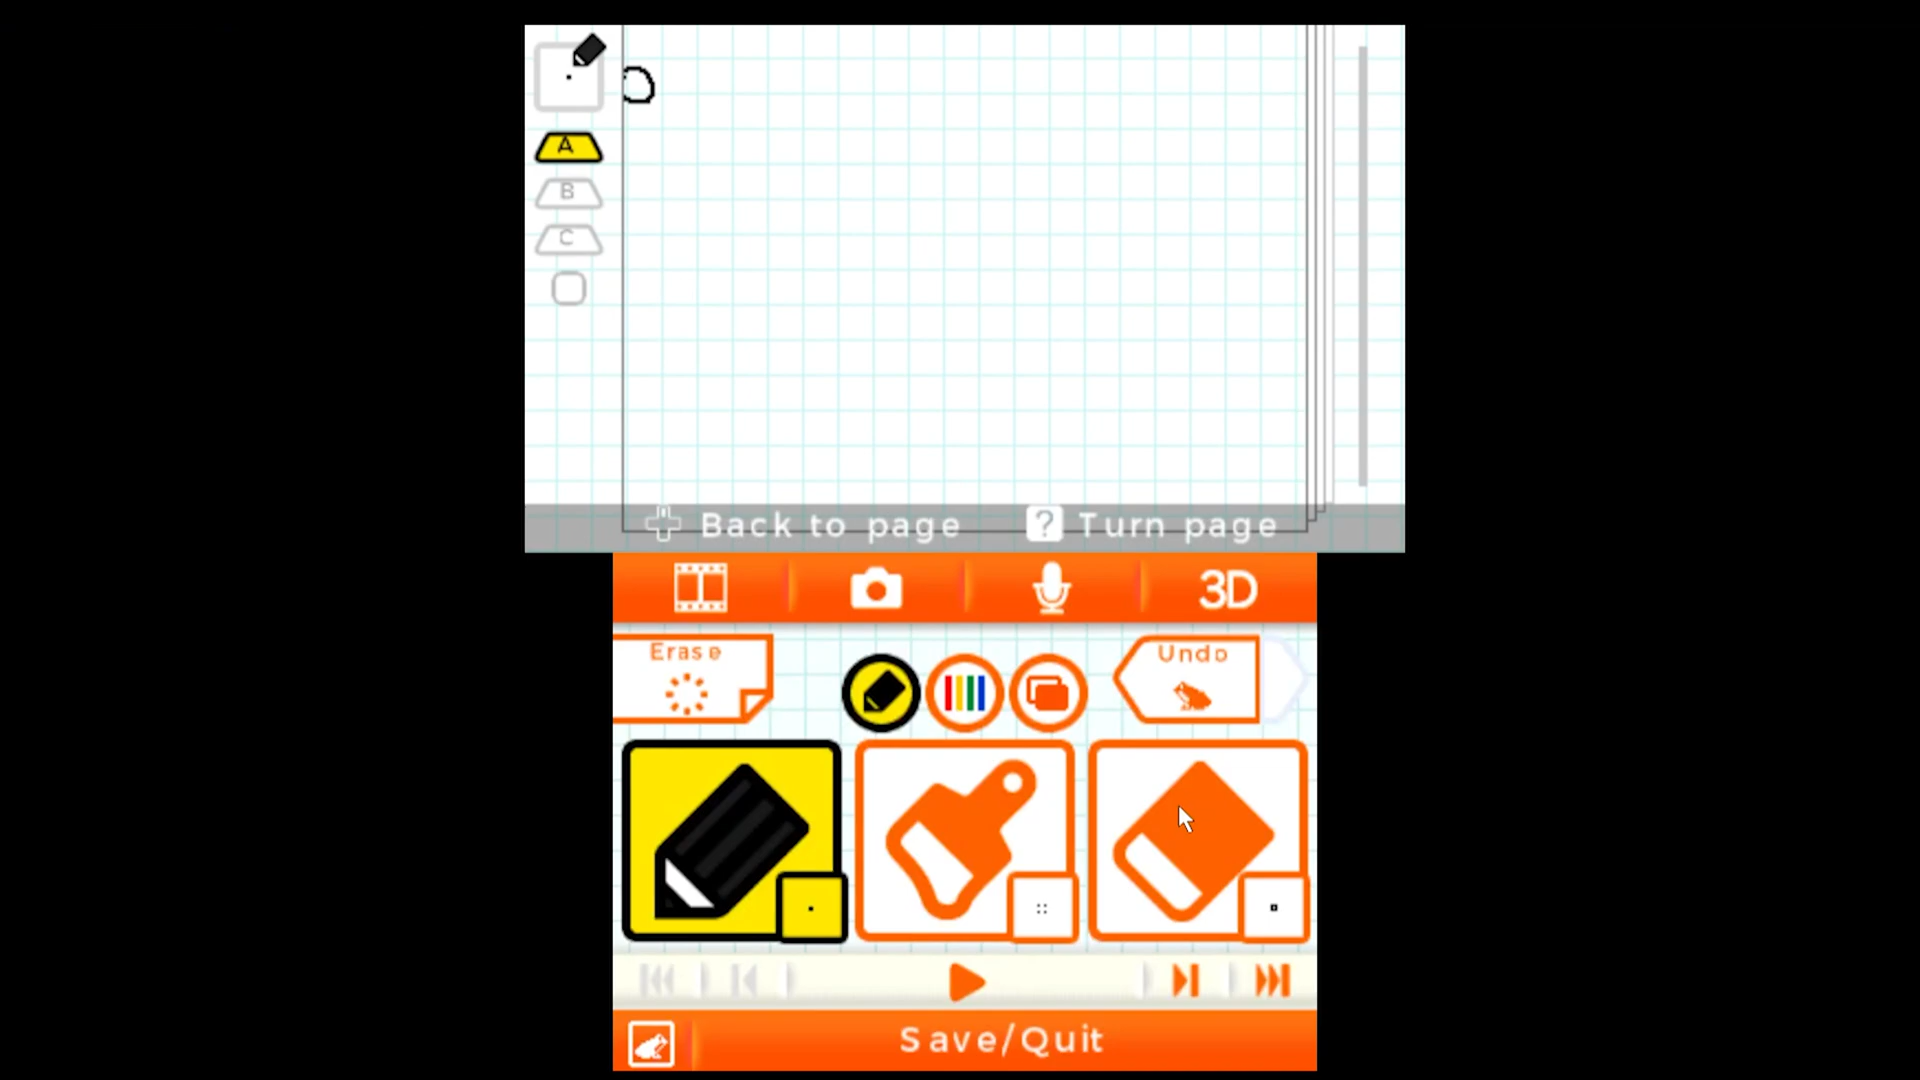 A
B
C
Back to page ? Turn page
3D
Erase
Undo
Save/Quit